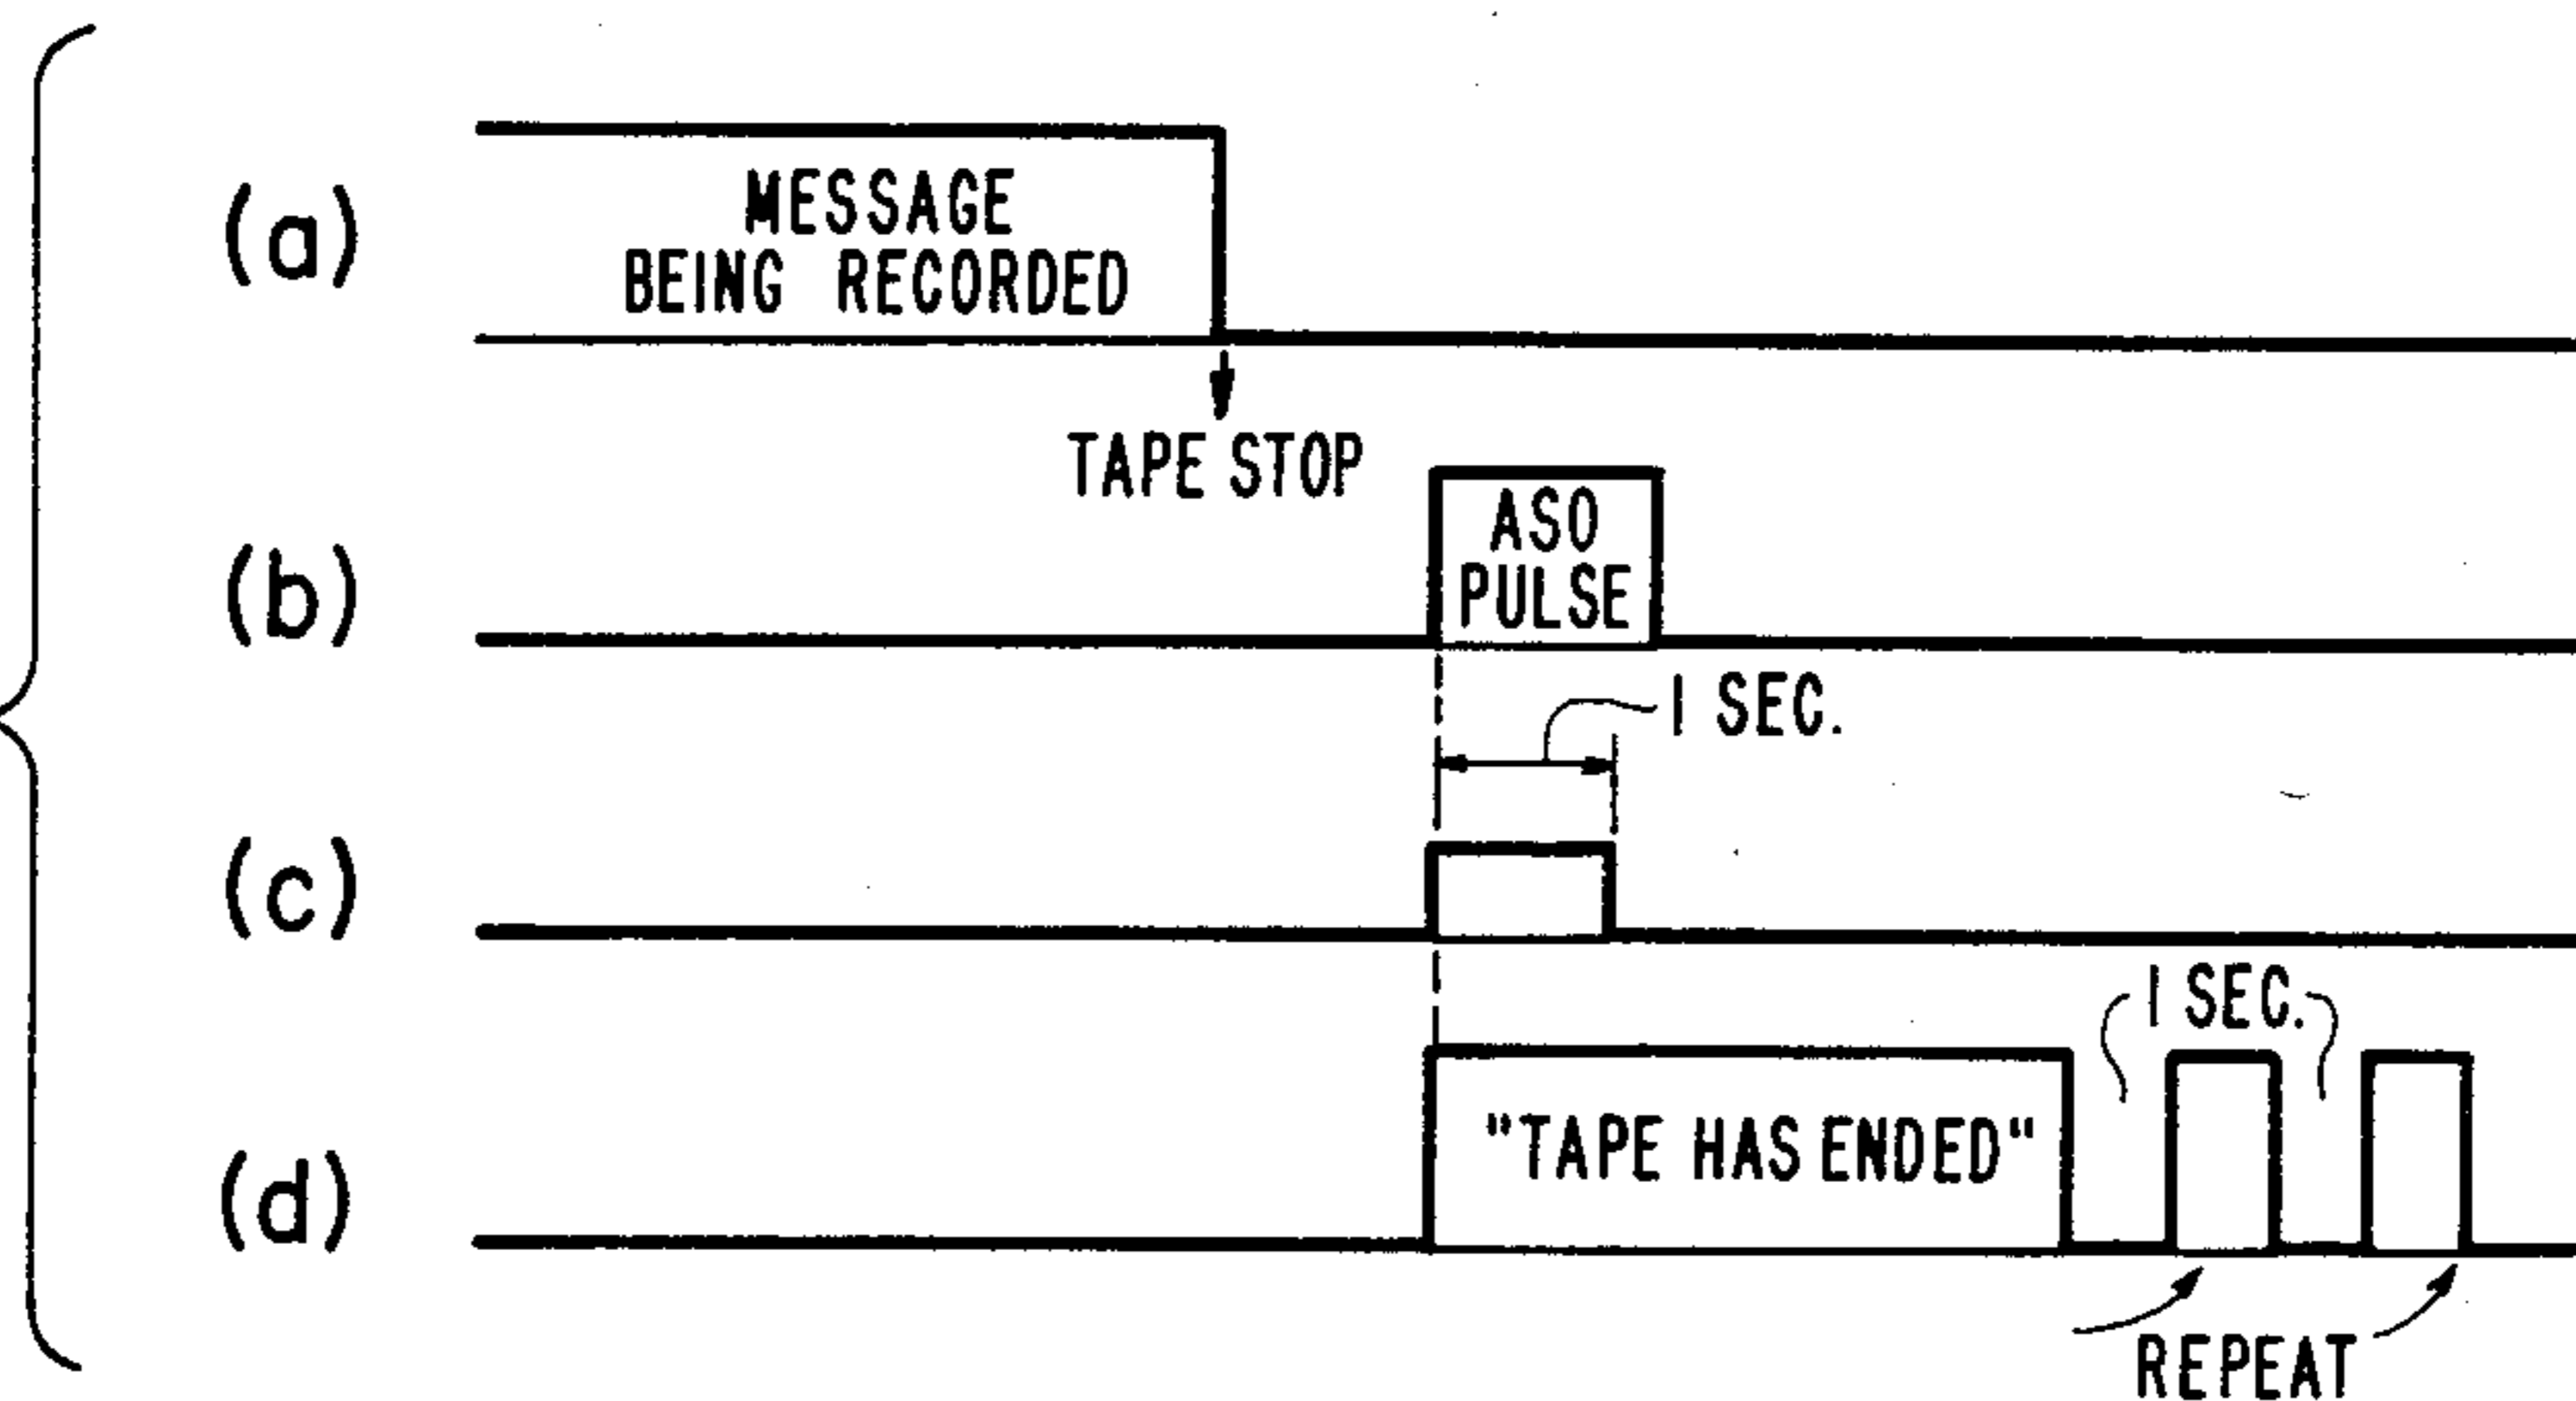 (a)
MESSAGE
BEING RECORDED
TAPE STOP
(b)
ASO
PULSE
1 SEC.
(c)
1 SEC.
(d)
"TAPE HAS ENDED"
REPEAT